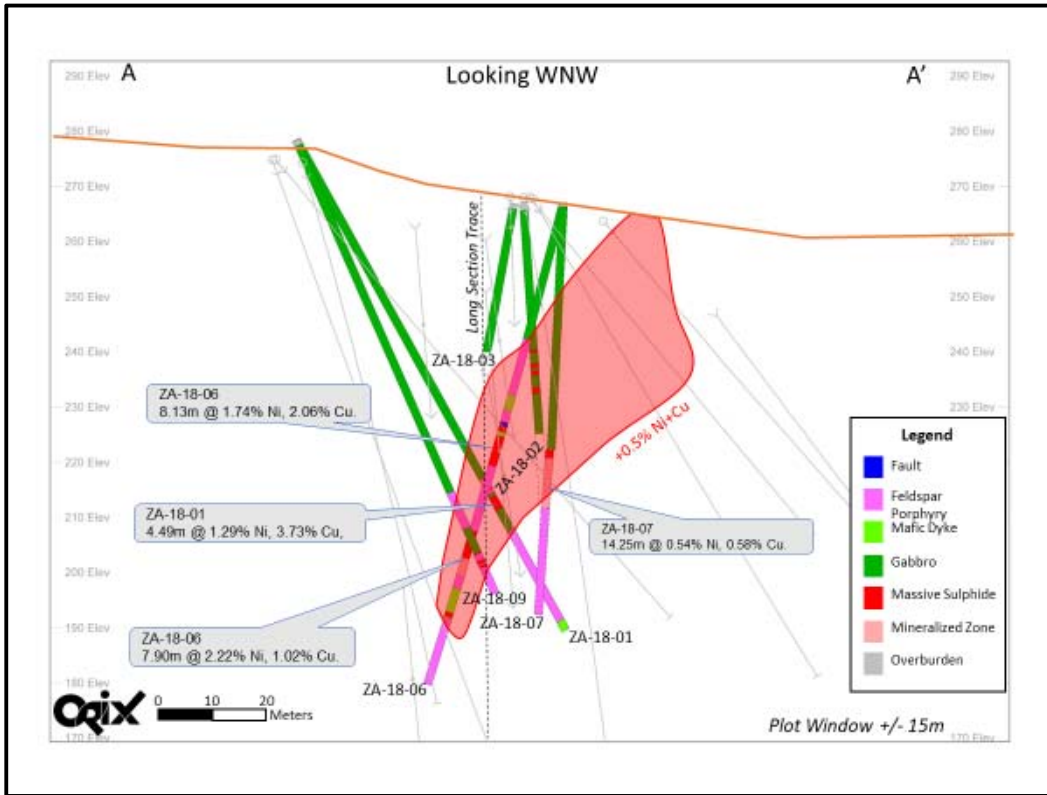 A
Looking WNW
A’
290 Elev
290 Elev
280 Elev
280 Elev
270 Elev
270 Elev
260 Elev
260 Elev
250 Elev
250 Elev
240 Elev
240 Elev
230 Elev
220 Elev
210 Elev
200 Elev
190 Elev
180 Elev
170 Elev
170 Elev
Long Section Trace
ZA-18-03
ZA-18-06
8.13m @ 1.74% Ni, 2.06% Cu.
ZA-18-02
+0.5% Ni+Cu
ZA-18-01
4.49m @ 1.29% Ni, 3.73% Cu,
ZA-18-07
14.25m @ 0.54% Ni, 0.58% Cu.
ZA-18-06
7.90m @ 2.22% Ni, 1.02% Cu.
ZA-18-09
ZA-18-07
ZA-18-01
ZA-18-06
Legend
Fault
Feldspar
Porphyry
Mafic Dyke
Gabbro
Massive Sulphide
Mineralized Zone
Overburden
Orix
0 10 20
Meters
Plot Window +/- 15m